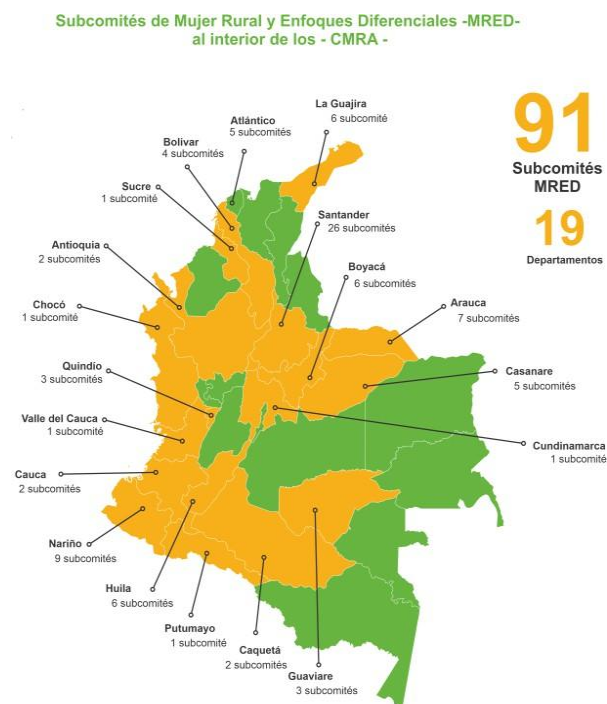 Subcomités de Mujer Rural y Enfoques Diferenciales -MRED-
al interior de los - CMRA -
91
Subcomités
MRED
19
Departamentos
La Guajira
6 subcomité
Atlántico
5 subcomités
Bolivar
4 subcomités
Sucre
1 subcomité
Santander
26 subcomités
Antioquia
2 subcomités
Boyacá
6 subcomités
Arauca
7 subcomités
Chocó
1 subcomité
Quindío
3 subcomités
Casanare
5 subcomités
Valle del Cauca
1 subcomité
Cundinamarca
1 subcomité
Cauca
2 subcomités
Nariño
9 subcomités
Huila
6 subcomités
Putumayo
1 subcomité
Caquetá
2 subcomités
Guaviare
3 subcomités